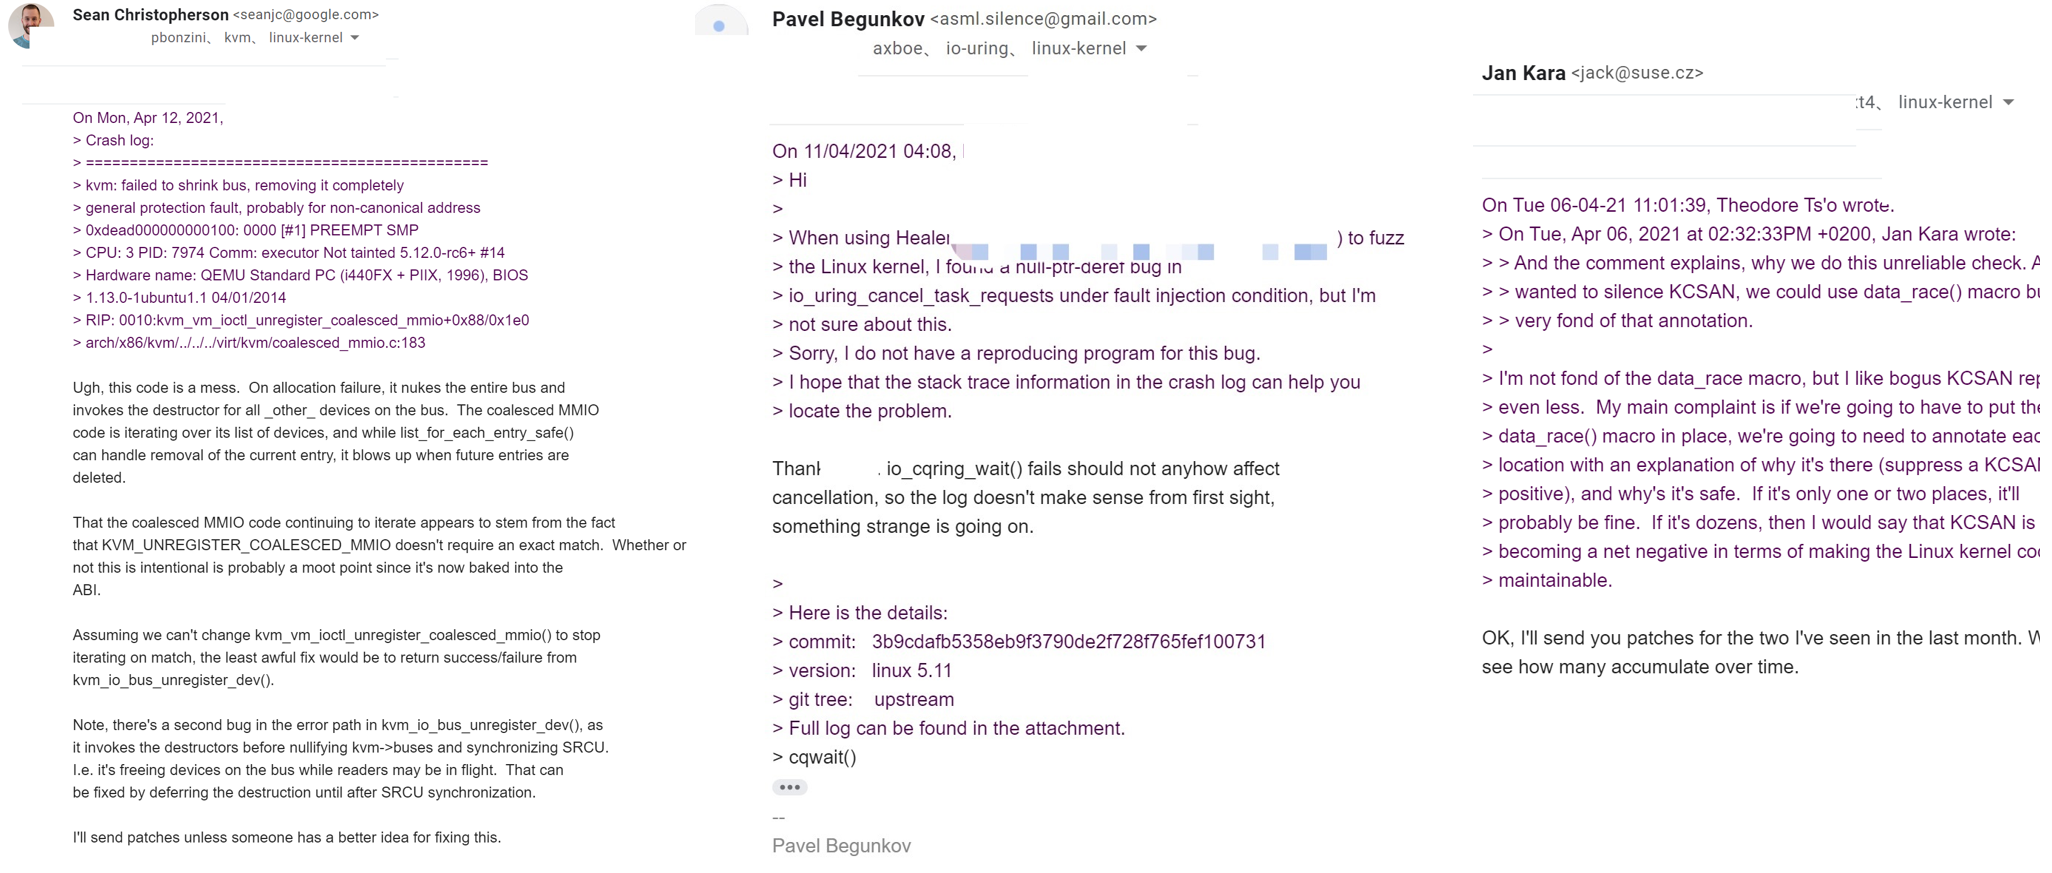 Sean Christopherson <seanjc@google.com>
pbonzini、 kvm、 linux-kernel
On Mon, Apr 12, 2021,
> Crash log:
> ==============================================
> kvm: failed to shrink bus, removing it completely
> general protection fault, probably for non-canonical address
> 0xdead000000000100: 0000 [#1] PREEMPT SMP
> CPU: 3 PID: 7974 Comm: executor Not tainted 5.12.0-rc6+ #14
> Hardware name: QEMU Standard PC (i440FX + PIIX, 1996), BIOS
> 1.13.0-1ubuntu1.1 04/01/2014
> RIP: 0010:kvm_vm_ioctl_unregister_coalesced_mmio+0x88/0x1e0
> arch/x86/kvm/../../../virt/kvm/coalesced_mmio.c:183
Ugh, this code is a mess.  On allocation failure, it nukes the entire bus and
invokes the destructor for all _other_ devices on the bus.  The coalesced MMIO
code is iterating over its list of devices, and while list_for_each_entry_safe()
can handle removal of the current entry, it blows up when future entries are
deleted.
That the coalesced MMIO code continuing to iterate appears to stem from the fact
that KVM_UNREGISTER_COALESCED_MMIO doesn't require an exact match.  Whether or
not this is intentional is probably a moot point since it's now baked into the
ABI.
Assuming we can't change kvm_vm_ioctl_unregister_coalesced_mmio() to stop
iterating on match, the least awful fix would be to return success/failure from
kvm_io_bus_unregister_dev().
Note, there's a second bug in the error path in kvm_io_bus_unregister_dev(), as
it invokes the destructors before nullifying kvm->buses and synchronizing SRCU.
I.e. it's freeing devices on the bus while readers may be in flight.  That can
be fixed by deferring the destruction until after SRCU synchronization.
I'll send patches unless someone has a better idea for fixing this.
Pavel Begunkov <asml.silence@gmail.com>
axboe、 io-uring、 linux-kernel
On 11/04/2021 04:08,
> Hi
>
> When using Healer ) to fuzz
> the Linux kernel, I found a null-ptr-deref bug in
> io_uring_cancel_task_requests under fault injection condition, but I'm
> not sure about this.
> Sorry, I do not have a reproducing program for this bug.
> I hope that the stack trace information in the crash log can help you
> locate the problem.
. io_cqring_wait() fails should not anyhow affect
cancellation, so the log doesn't make sense from first sight,
something strange is going on.
>
> Here is the details:
> commit:   3b9cdafb5358eb9f3790de2f728f765fef100731
> version:   linux 5.11
> git tree:    upstream
> Full log can be found in the attachment.
> cqwait()
•••
--
Pavel Begunkov
Jan Kara <jack@suse.cz>
xt4、 linux-kernel
On Tue 06-04-21 11:01:39, Theodore Ts'o wrote.
> On Tue, Apr 06, 2021 at 02:32:33PM +0200, Jan Kara wrote:
> > And the comment explains, why we do this unreliable check. A
> > wanted to silence KCSAN, we could use data_race() macro bu
> > very fond of that annotation.
>
> I'm not fond of the data_race macro, but I like bogus KCSAN rep
> even less.  My main complaint is if we're going to have to put the
> data_race() macro in place, we're going to need to annotate eac
> location with an explanation of why it's there (suppress a KCSAN
> positive), and why's it's safe.  If it's only one or two places, it'll
> probably be fine.  If it's dozens, then I would say that KCSAN is
> becoming a net negative in terms of making the Linux kernel co
> maintainable.
OK, I'll send you patches for the two I've seen in the last month. W
see how many accumulate over time.